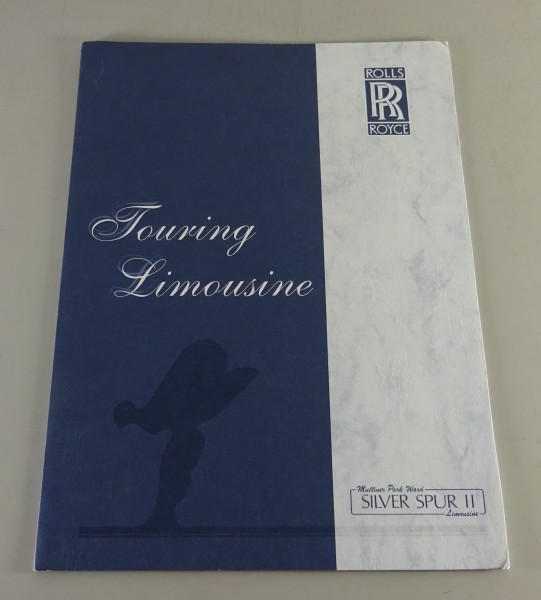 ROLLS
RR
ROYCE
Touring
Limousine
Mulliner Park Ward
SILVER SPUR II
Limousine